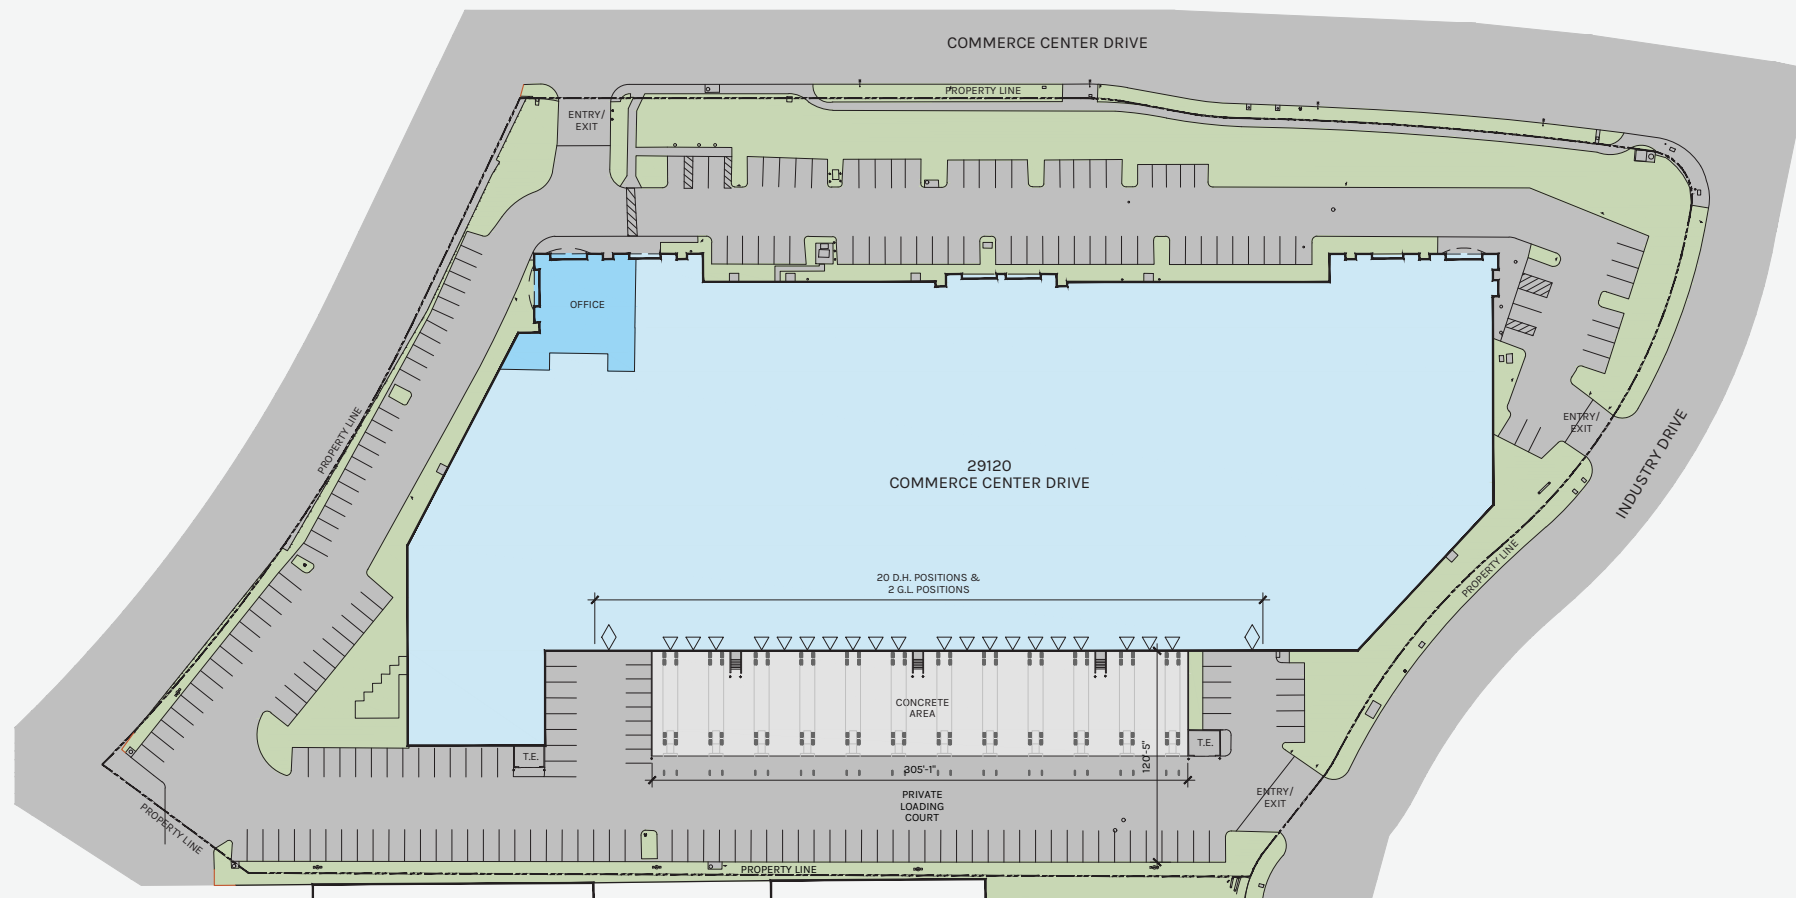 COMMERCE CENTER DRIVE
PROPERTY LINE
ENTRY/
EXIT
OFFICE
PROPERTY LINE
ENTRY/
EXIT
INDUSTRY DRIVE
29120
COMMERCE CENTER DRIVE
PROPERTY LINE
20 D.H. POSITIONS &
2 G.L. POSITIONS
CONCRETE
AREA
T.E.
T.E.
120'-5"
305'-1"
PRIVATE
LOADING
COURT
ENTRY/
EXIT
PROPERTY LINE
PROPERTY LINE